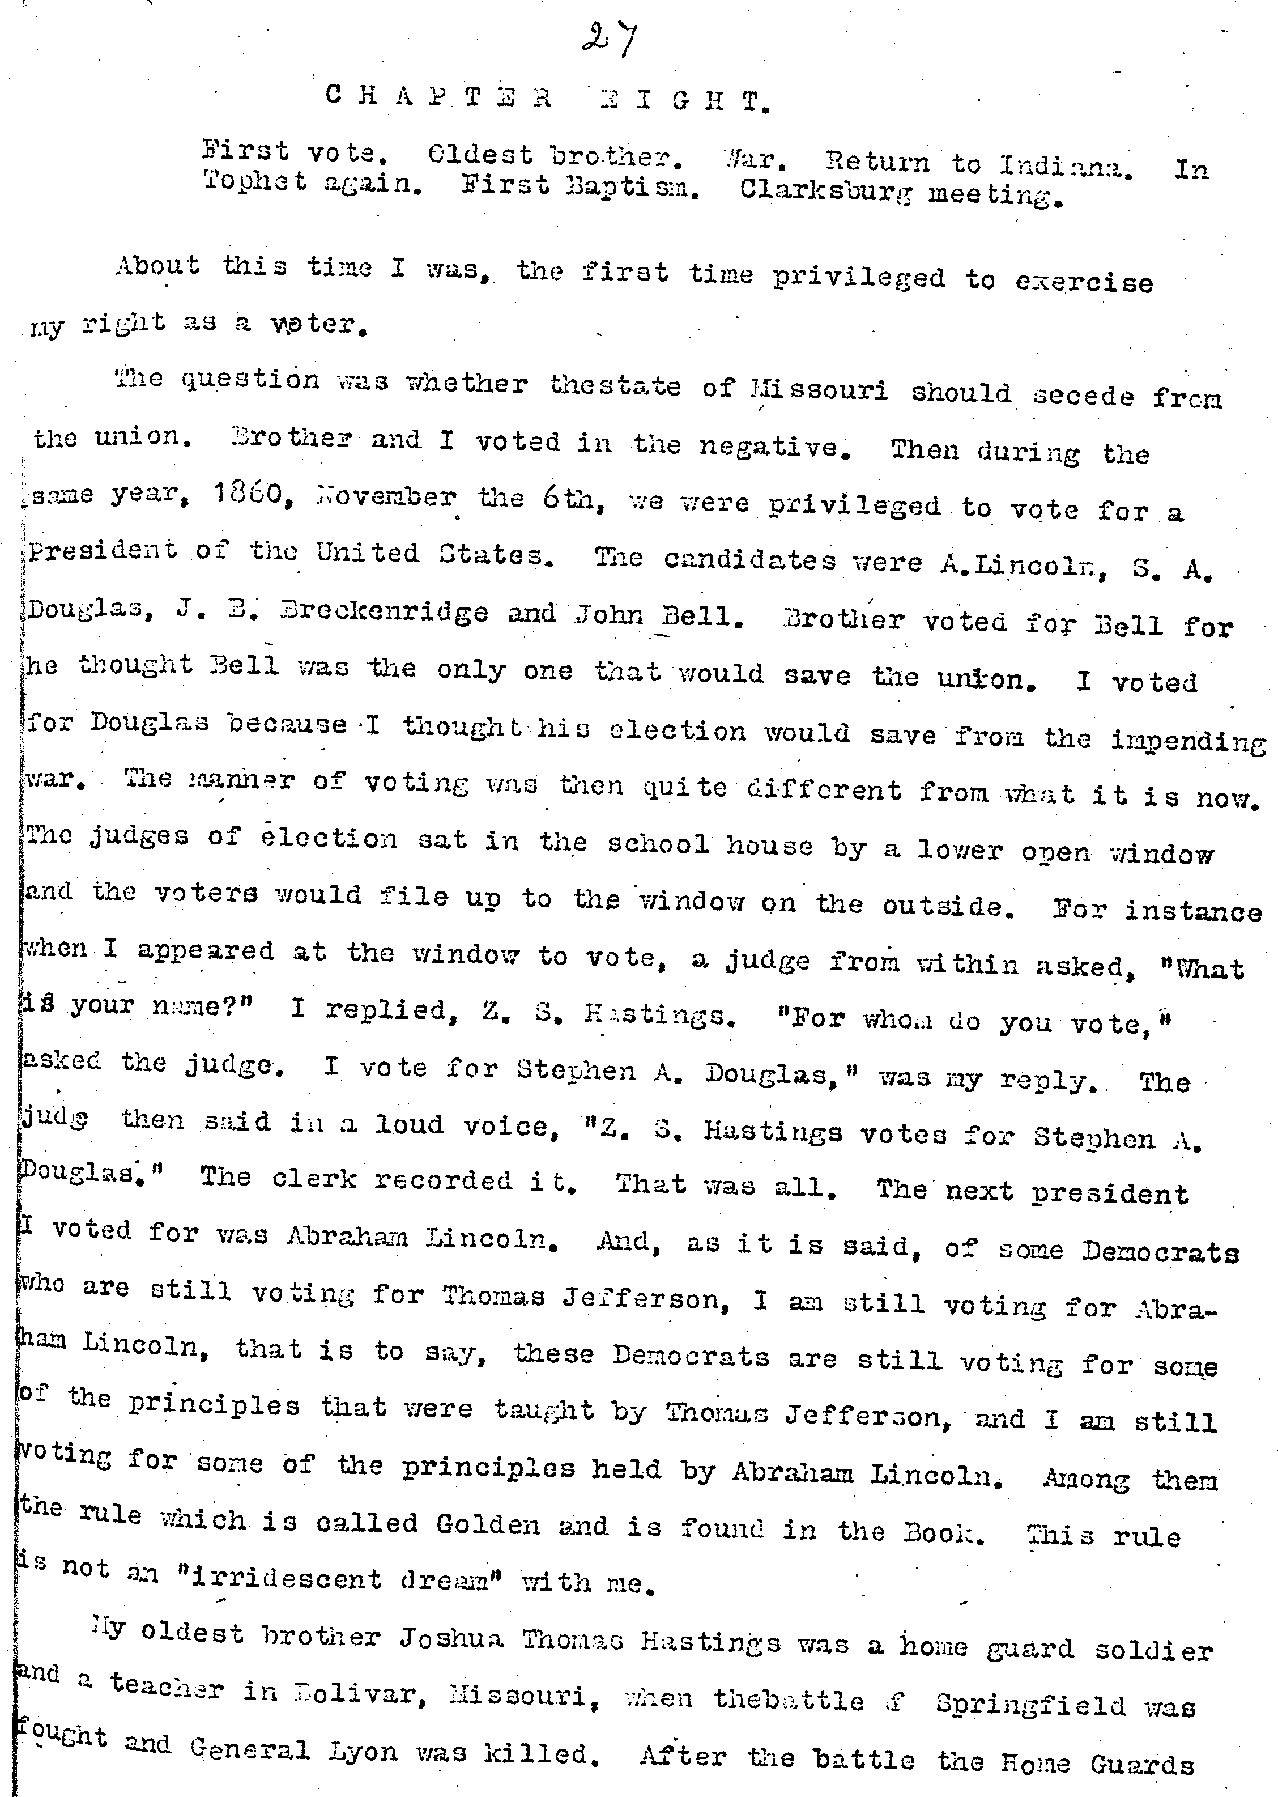 27
CHAPTER EIGHT.
First vote. Oldest brother. War. Return to Indiana. In
Tophet again. First Baptism. Clarksburg meeting.
About this time I was, the first time privileged to exercise
my right as a voter.
The question was whether thestate of Missouri should secede from
the union. Brother and I voted in the negative. Then during the
same year, 1860, November the 6th, we were privileged to vote for a
President of the United States. The candidates were A.Lincoln, S. A.
Douglas, J. B. Breckenridge and John Bell. Brother voted for Bell for
he thought Bell was the only one that would save the union. I voted
for Douglas because I thought his election would save from the impending
war. The manner of voting was then quite different from what it is now.
The judges of election sat in the school house by a lower open window
and the voters would file up to the window on the outside. For instance
when I appeared at the window to vote, a judge from within asked, "What
is your name?" I replied, Z. S. Hastings. "For whom do you vote,"
asked the judge. I vote for Stephen A. Douglas," was my reply. The
judg then said in a loud voice, "Z. S. Hastings votes for Stephen A.
Douglas." The clerk recorded it. That was all. The next president
I voted for was Abraham Lincoln. And, as it is said, of some Democrats
who are still voting for Thomas Jefferson, I am still voting for Abra-
ham Lincoln, that is to say, these Democrats are still voting for some
of the principles that were taught by Thomas Jefferson, and I am still
voting for some of the principles held by Abraham Lincoln. Among them
the rule which is called Golden and is found in the Book. This rule
is not an "irridescent dream" with me.
My oldest brother Joshua Thomas Hastings was a home guard soldier
and a teacher in Bolivar, Missouri, when thebattle of Springfield was
fought and General Lyon was killed. After the battle the Home Guards